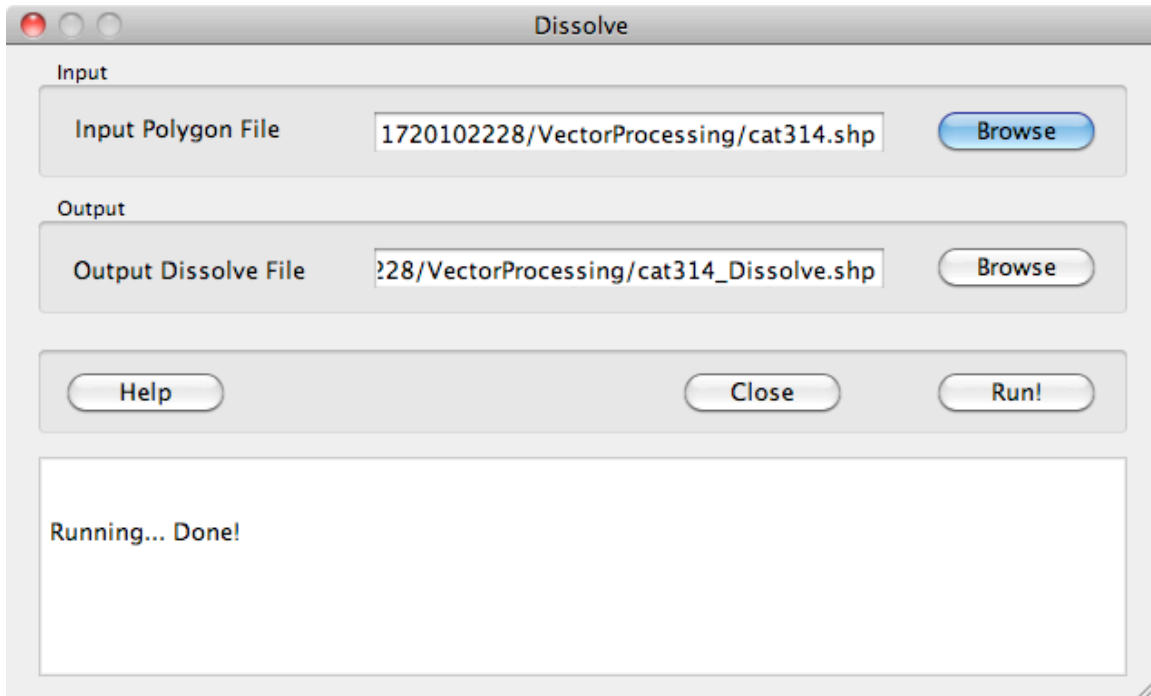 Dissolve
Input
Input Polygon File 1720102228/VectorProcessing/cat314.shp Browse
Output
Output Dissolve File 228/VectorProcessing/cat314_Dissolve.shp Browse
Help Close Run!
Running... Done!